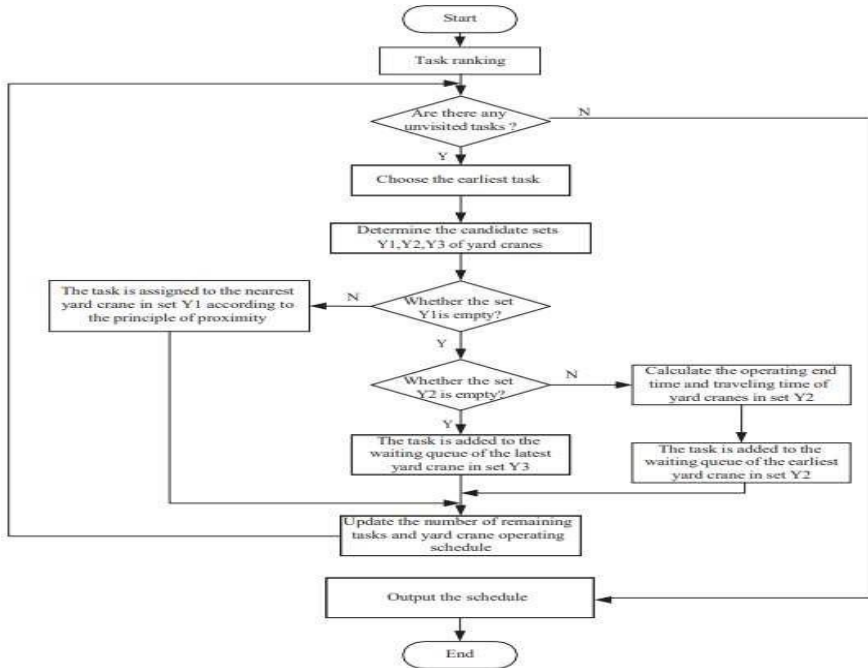 Start
Task ranking
Are there any
unvisited tasks ?
N
Y
Choose the earliest task
Determine the candidate sets
Y1,Y2,Y3 of yard cranes
The task is assigned to the nearest
yard crane in set Y1 according to
the principle of proximity
N
Whether the set
Y1is empty?
Y
Whether the set
Y2 is empty?
N
Calculate the operating end
time and traveling time of
yard cranes in set Y2
Y
The task is added to the
waiting queue of the latest
yard crane in set Y3
The task is added to the
waiting queue of the earliest
yard crane in set Y2
Update the number of remaining
tasks and yard crane operating
schedule
Output the schedule
End